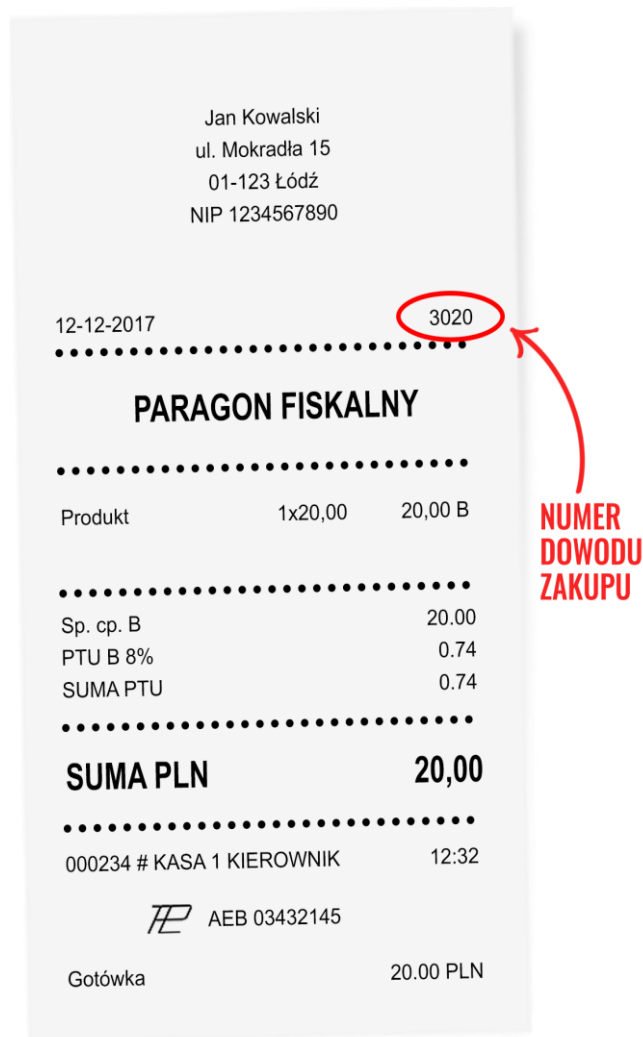 Jan Kowalski
ul. Mokradła 15
01-123 Łódź
NIP 1234567890
12-12-2017 3020
PARAGON FISKALNY
Produkt 1x20,00 20,00 B
Sp. cp. B 20.00
PTU B 8% 0.74
SUMA PTU 0.74
SUMA PLN 20,00
000234 # KASA 1 KIEROWNIK 12:32
AEB 03432145
Gotówka 20.00 PLN
NUMER
DOWODU
ZAKUPU